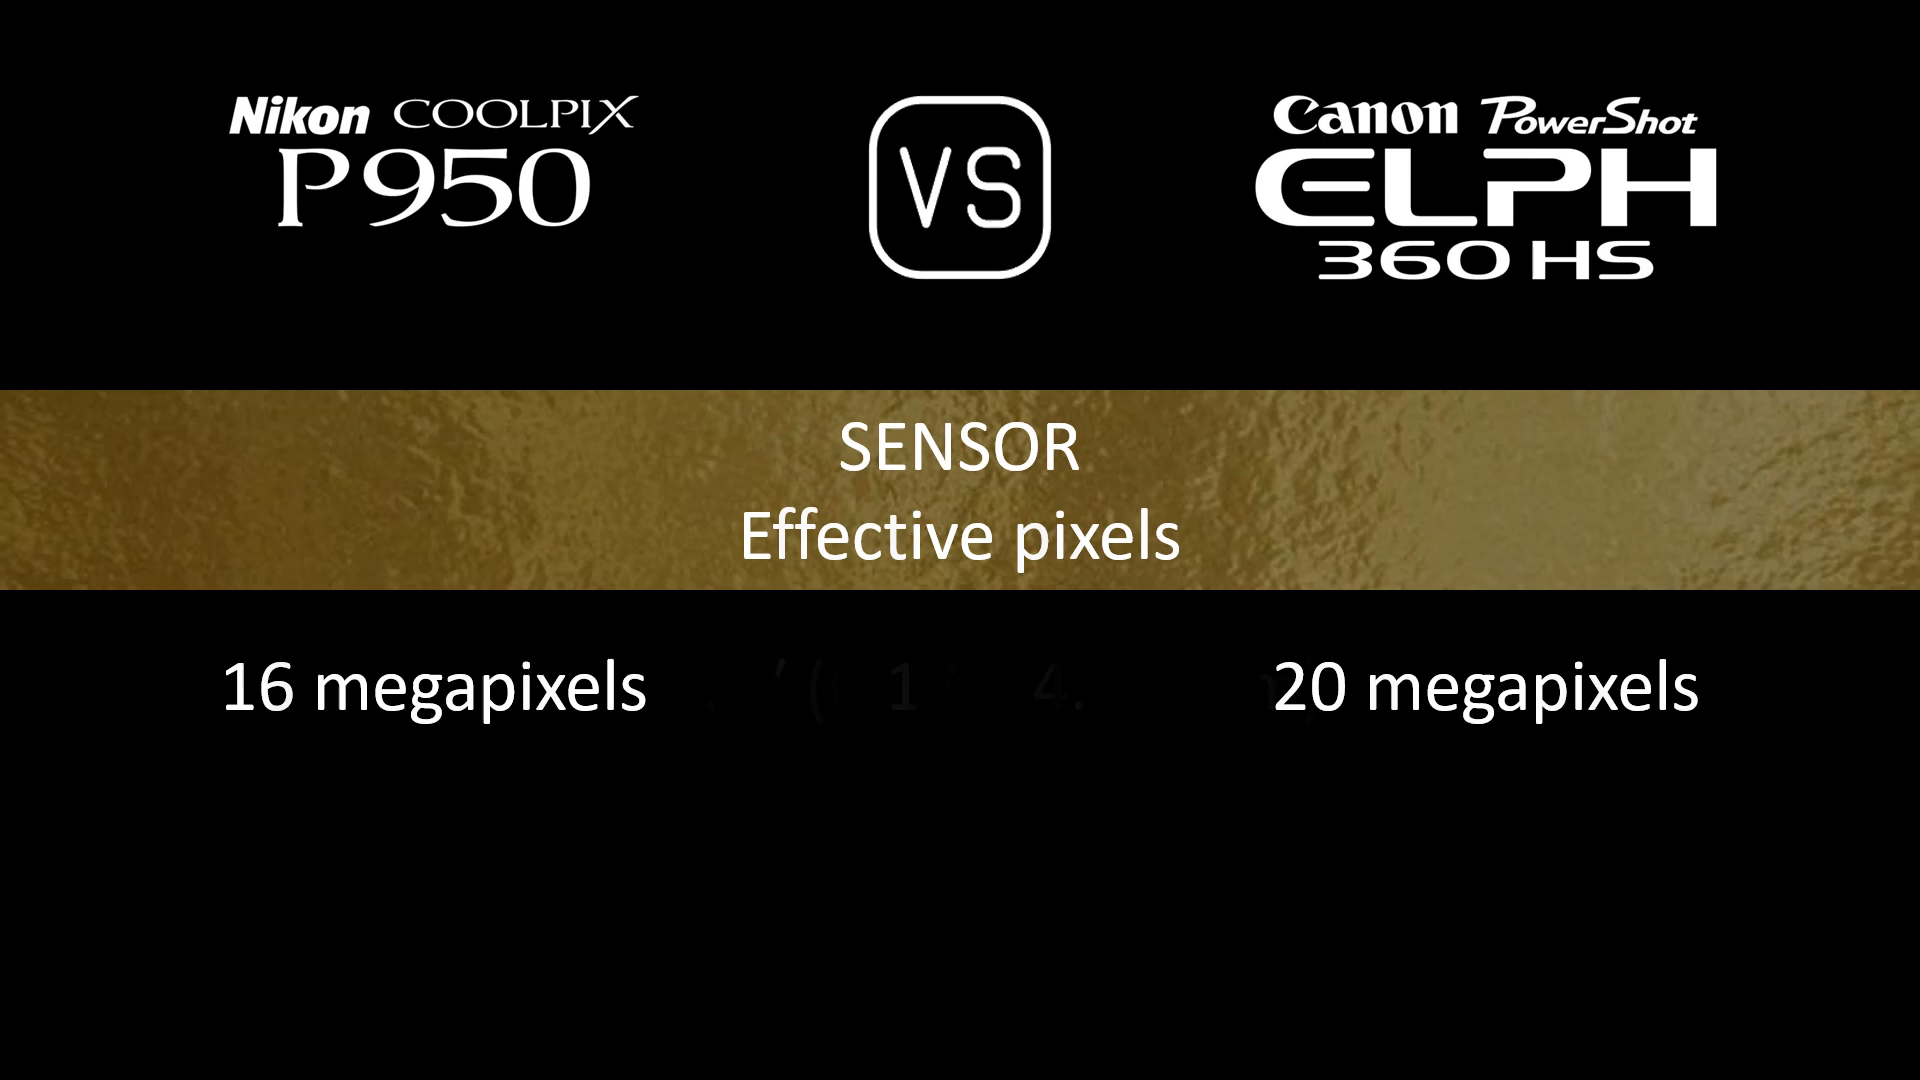 Nikon COOLPIX
P950
VS
Canon PowerShot
ELPH
360 HS
SENSOR
Effective pixels
16 megapixels
20 megapixels